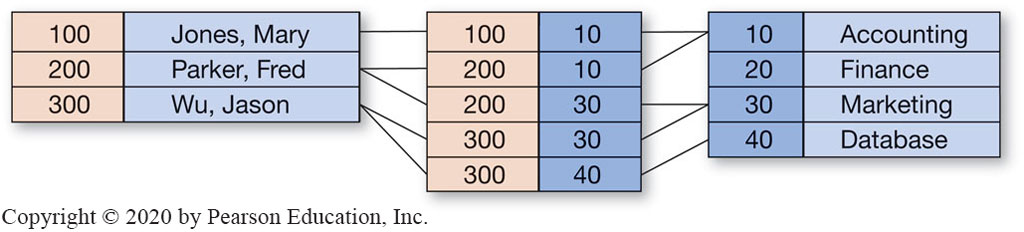 100 Jones, Mary 100 10 10 Accounting
200 Parker, Fred 200 10 20 Finance
300 Wu, Jason 200 30 30 Marketing
300 30 40 Database
300 40
Copyright © 2020 by Pearson Education, Inc.